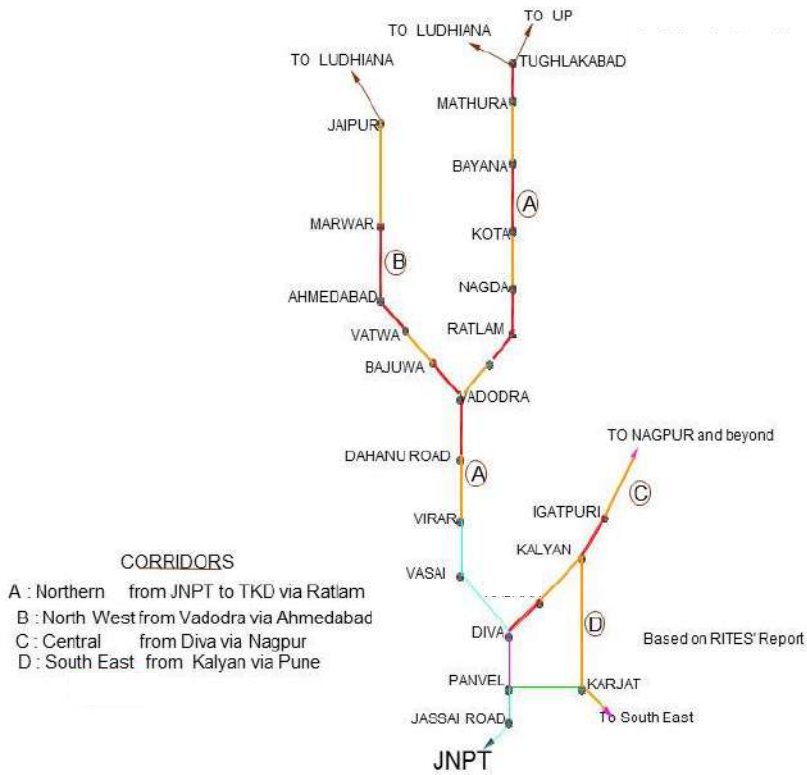 TO UP
TO LUDHIANA
TO LUDHIANA
TUGHLAKABAD
MATHURA
JAIPUR
BAYANA
A
MARWAR
KOTA
B
NAGDA
AHMEDABAD
RATLAM
VATWA
BAJUWA
VADODRA
TO NAGPUR and beyond
DAHANU ROAD
A
C
IGATPURI
VIRAR
KALYAN
CORRIDORS
VASAI
A : Northern from JNPT to TKD via Ratlam
B : North West from Vadodra via Ahmedabad
C : Central from Diva via Nagpur
D : South East from Kalyan via Pune
D
DIVA
Based on RITES' Report
PANVEL
KARJAT
JASSAI ROAD
To South East
JNPT